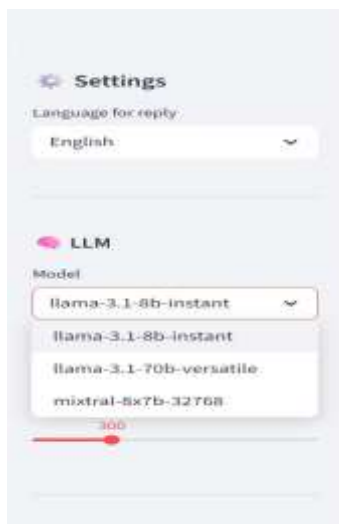 Settings
Language for reply
English
LLM
Model
llama-3.1-8b-instant
llama-3.1-8b-instant
llama-3.1-70b-versatile
mixtral-8x7b-32768
300